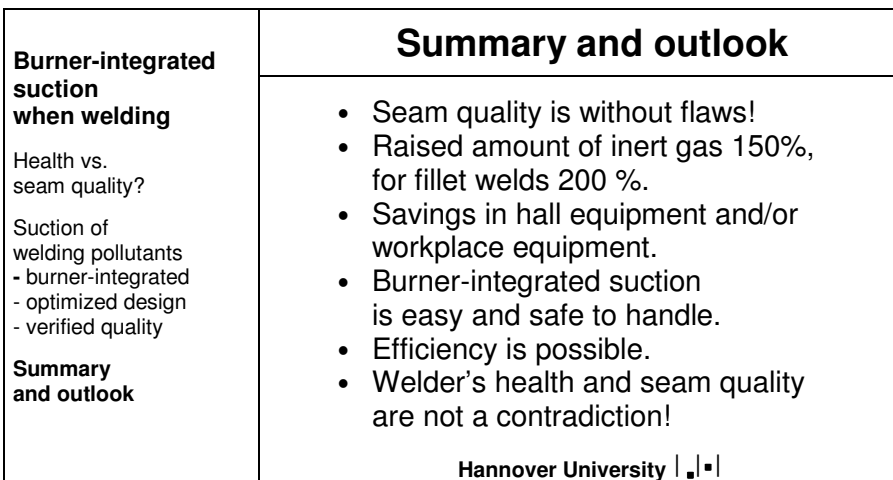 Burner-integrated
suction
when welding
Health vs.
seam quality?
Suction of
welding pollutants
- burner-integrated
- optimized design
- verified quality
Summary
and outlook
Summary and outlook
• Seam quality is without flaws!
• Raised amount of inert gas 150%,
for fillet welds 200 %.
• Savings in hall equipment and/or
workplace equipment.
• Burner-integrated suction
is easy and safe to handle.
• Efficiency is possible.
• Welder's health and seam quality
are not a contradiction!
Hannover University